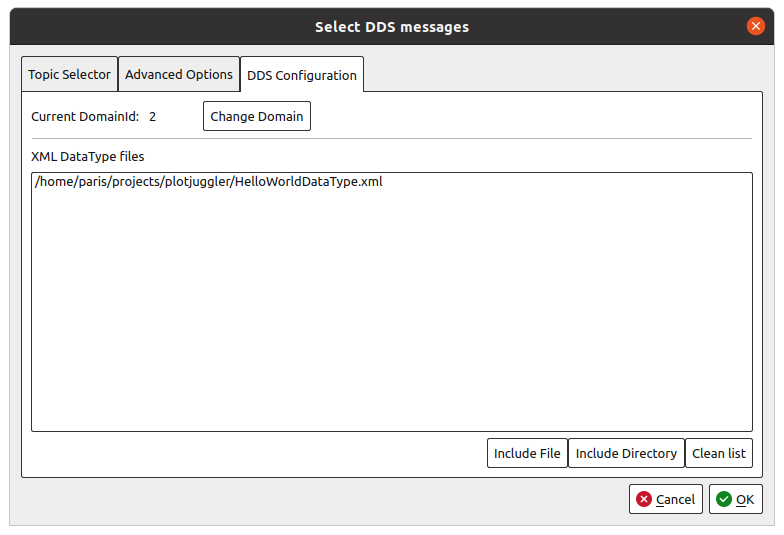 Select DDS messages
Topic Selector Advanced Options DDS Configuration
Current DomainId: 2 Change Domain
XML DataType files
/home/paris/projects/plotjuggler/HelloWorldDataType.xml
Include File Include Directory Clean list
Cancel OK